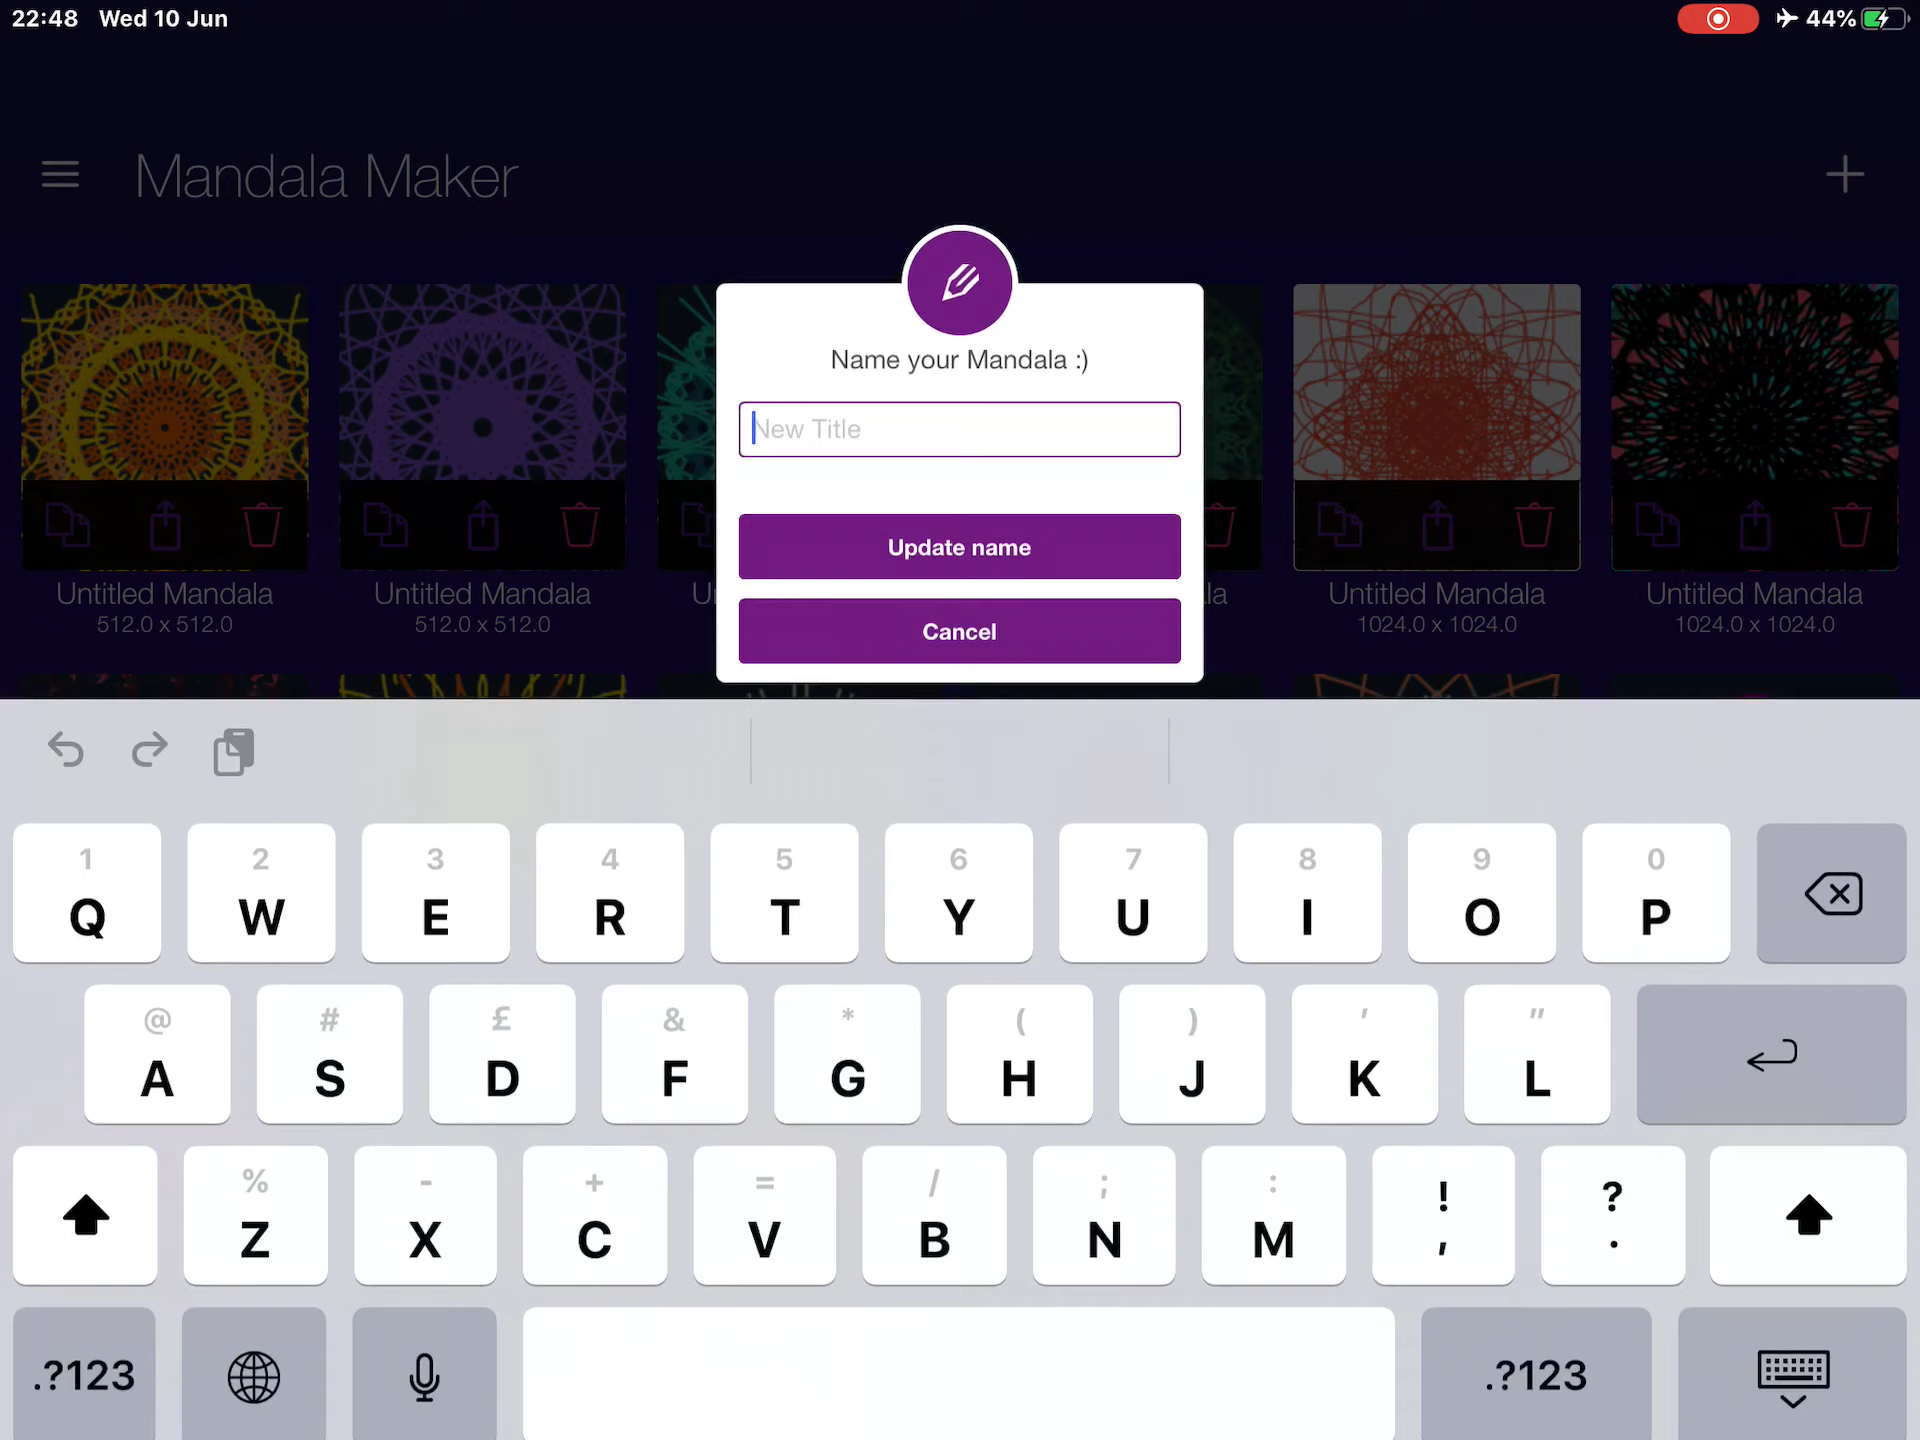 22:48 Wed 10 Jun 44%
Mandala Maker
Name your Mandala :)
New Title
Update name
Cancel
Untitled Mandala Untitled Mandala Untitled Mandala Untitled Mandala
512.0 x 512.0 512.0 x 512.0 1024.0 x 1024.0 1024.0 x 1024.0
1 2 3 4 5 6 7 8 9 0
Q W E R T Y U I O P
@ # £ & * ( ) ' "
A S D F G H J K L
% - + = / ; : ! ?
Z X C V B N M , .
.?123 .?123